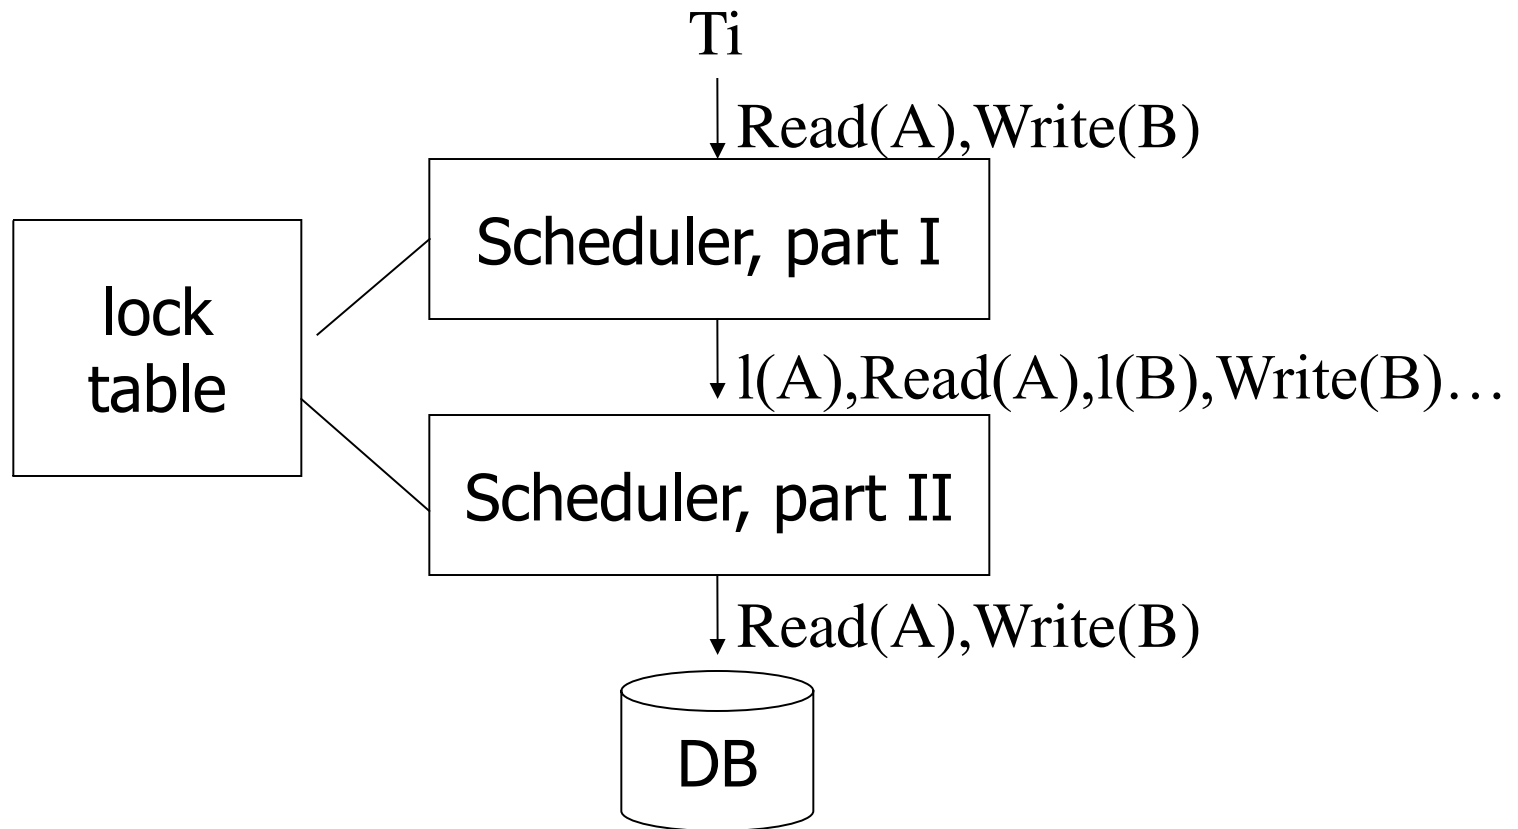 Ti
Read(A),Write(B)
Scheduler, part I
lock
table
l(A),Read(A),l(B),Write(B)…
Scheduler, part II
Read(A),Write(B)
DB